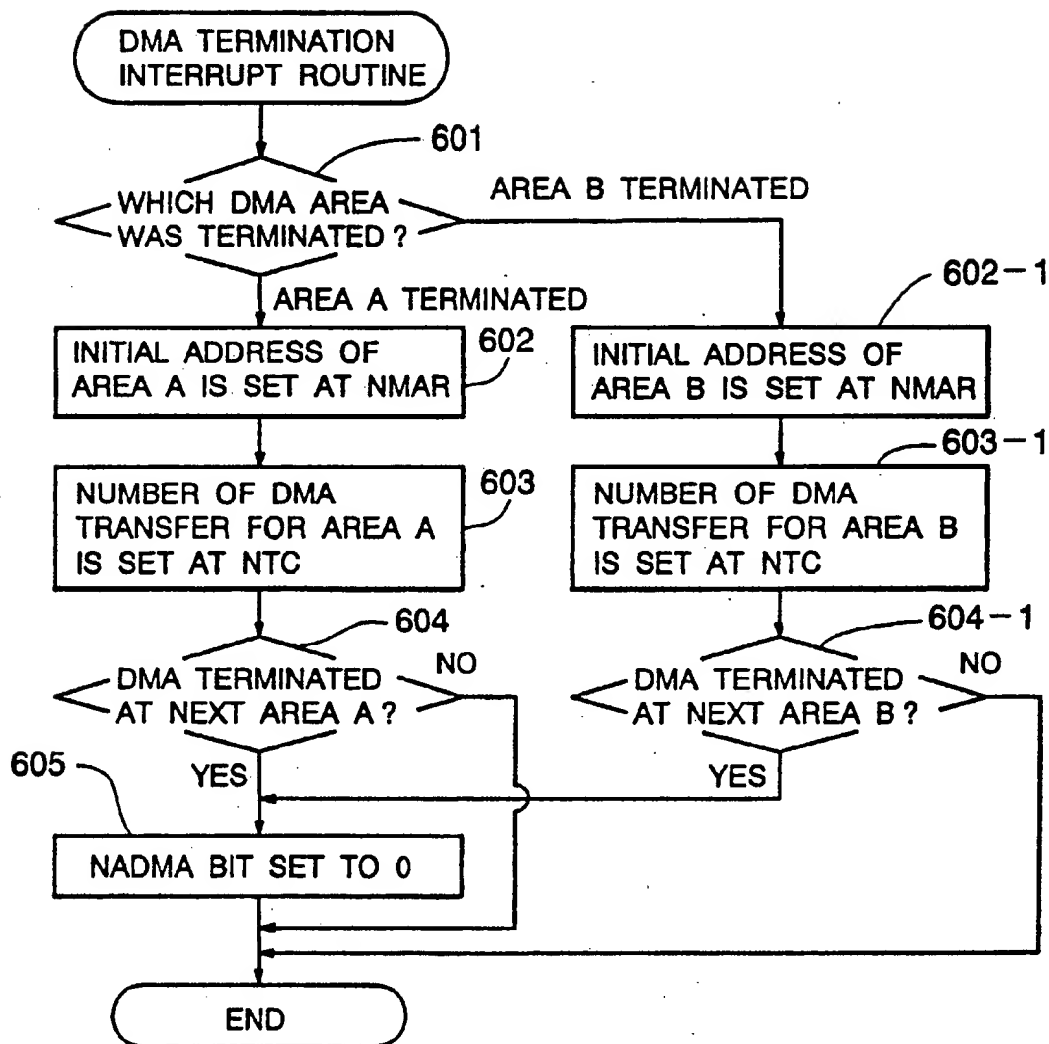 DMA TERMINATION
INTERRUPT ROUTINE
601
WHICH DMA AREA
WAS TERMINATED?
AREA B TERMINATED
AREA A TERMINATED
602
INITIAL ADDRESS OF
AREA A IS SET AT NMAR
602-1
INITIAL ADDRESS OF
AREA B IS SET AT NMAR
603
NUMBER OF DMA
TRANSFER FOR AREA A
IS SET AT NTC
603-1
NUMBER OF DMA
TRANSFER FOR AREA B
IS SET AT NTC
604
DMA TERMINATED
AT NEXT AREA A?
NO
YES
604-1
DMA TERMINATED
AT NEXT AREA B?
NO
YES
605
NADMA BIT SET TO 0
END